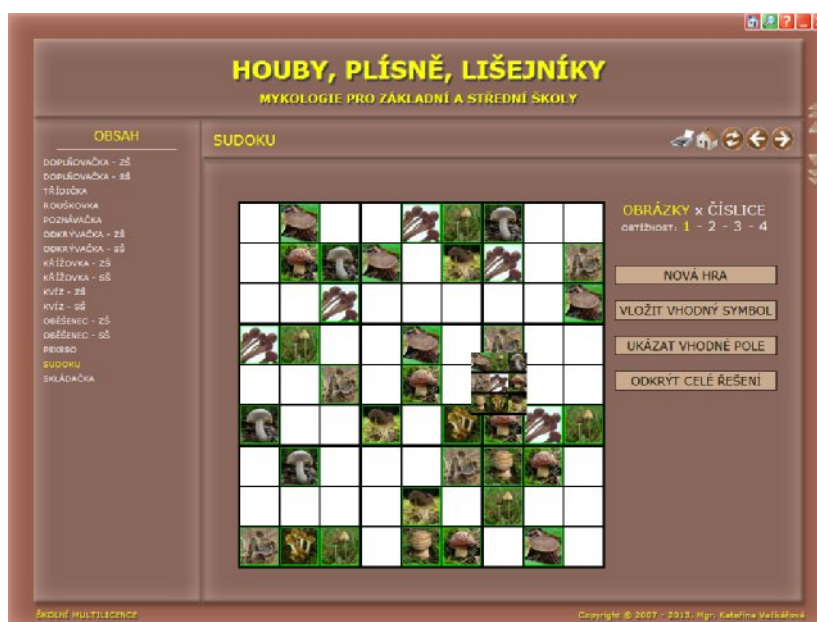 HOUBY, PLÍSNĚ, LIŠEJNÍKY
MYKOLOGIE PRO ZÁKLADNÍ A STŘEDNÍ ŠKOLY
OBSAH
DOPLŇOVAČKA - ZŠ
DOPLŇOVAČKA - SŠ
TŘÍDIČKA
ROUŠKOVKA
POZNÁVAČKA
ODKRÝVAČKA - ZŠ
ODKRÝVAČKA - SŠ
KŘÍŽOVKA - ZŠ
KŘÍŽOVKA - SŠ
KVÍZ - ZŠ
KVÍZ - SŠ
OBĚŠENEC - ZŠ
OBĚŠENEC - SŠ
PEXESO
SUDOKU
SKLÁDAČKA
SUDOKU
OBRÁZKY x ČÍSLICE
OBTÍŽNOST: 1 - 2 - 3 - 4
NOVÁ HRA
VLOŽIT VHODNÝ SYMBOL
UKÁZAT VHODNÉ POLE
ODKRÝT CELÉ ŘEŠENÍ
ŠKOLNÍ MULTILICENCE
Copyright © 2007 - 2013, Mgr. Kateřina